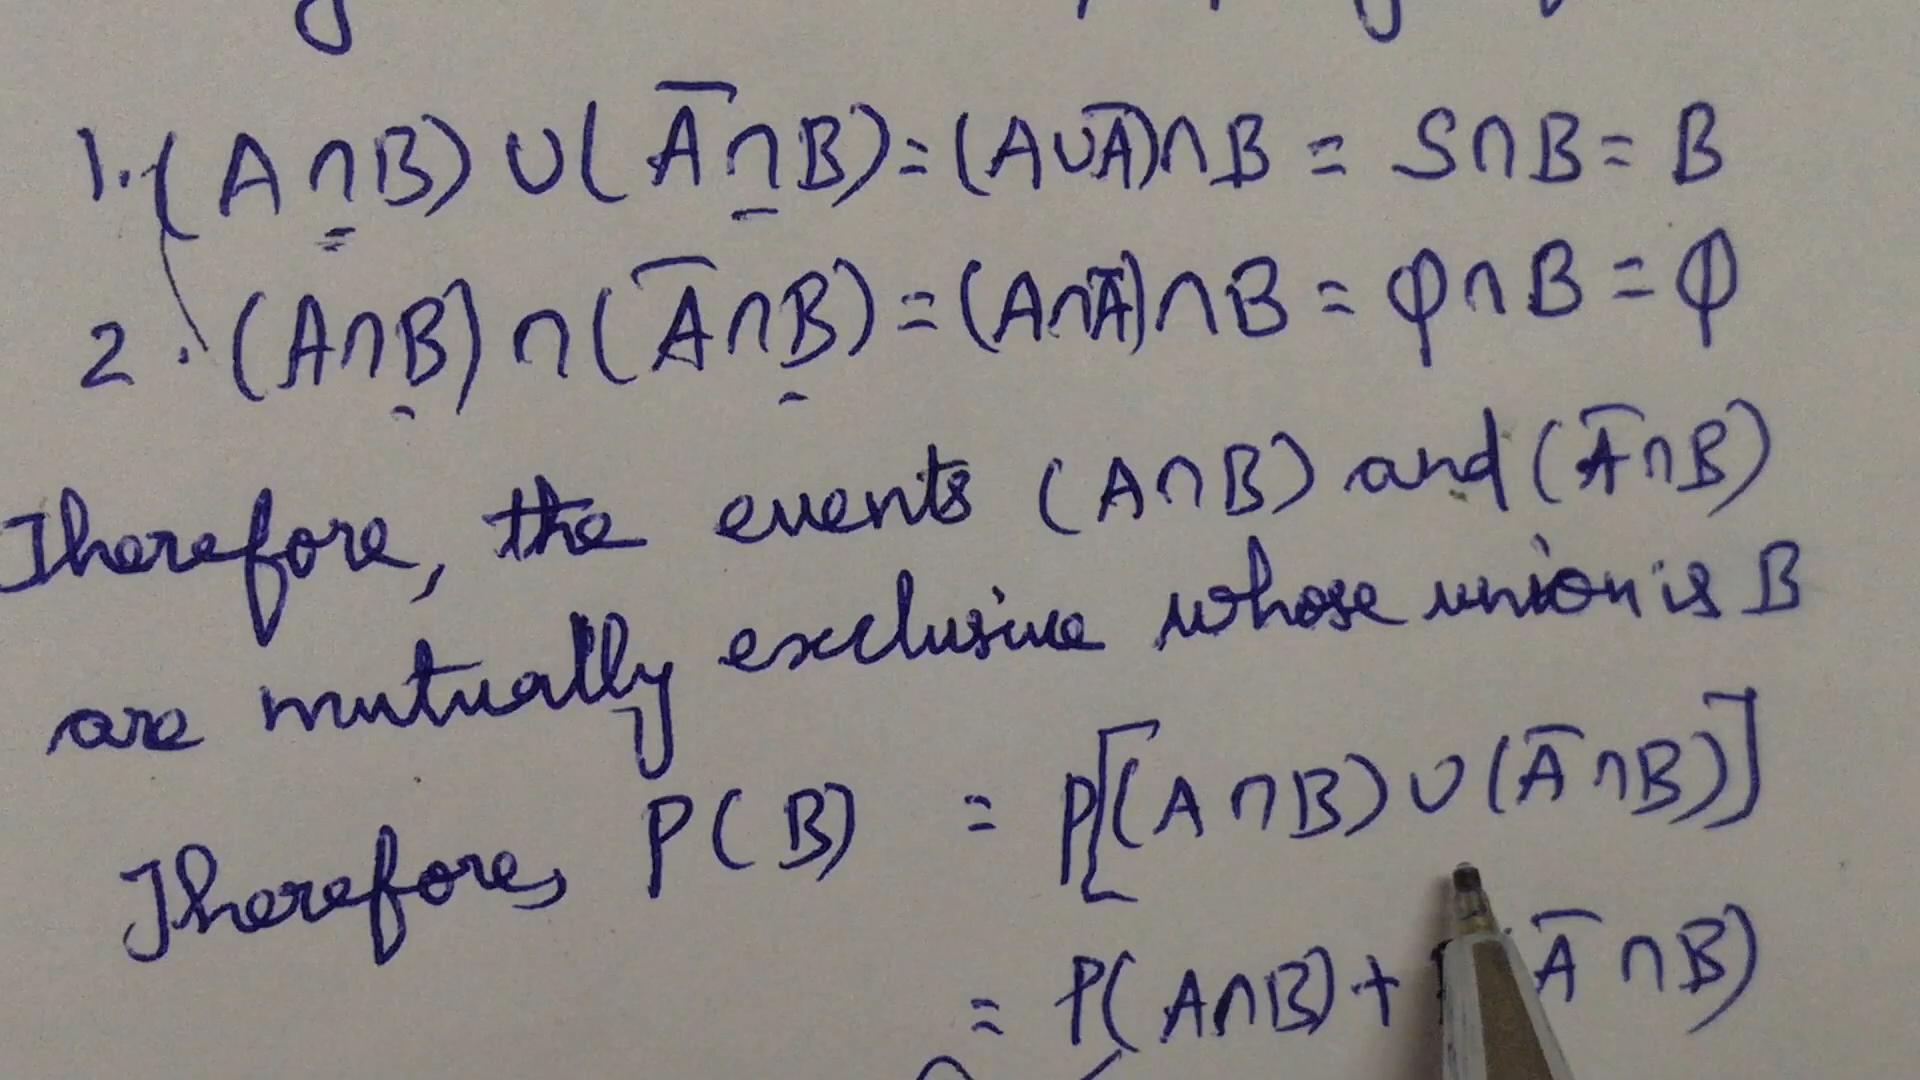 1. (A∩B) ∪ (A̅∩B) = (A∪A̅)∩B = S∩B = B
2. (A∩B) ∩ (A̅∩B) = (A∩A̅)∩B = φ∩B = φ
Therefore, the events (A∩B) and (A̅∩B)
are mutually exclusive whose union is B
Therefore, P(B) = P[(A∩B) ∪ (A̅∩B)]
= P(A∩B) + A̅∩B)